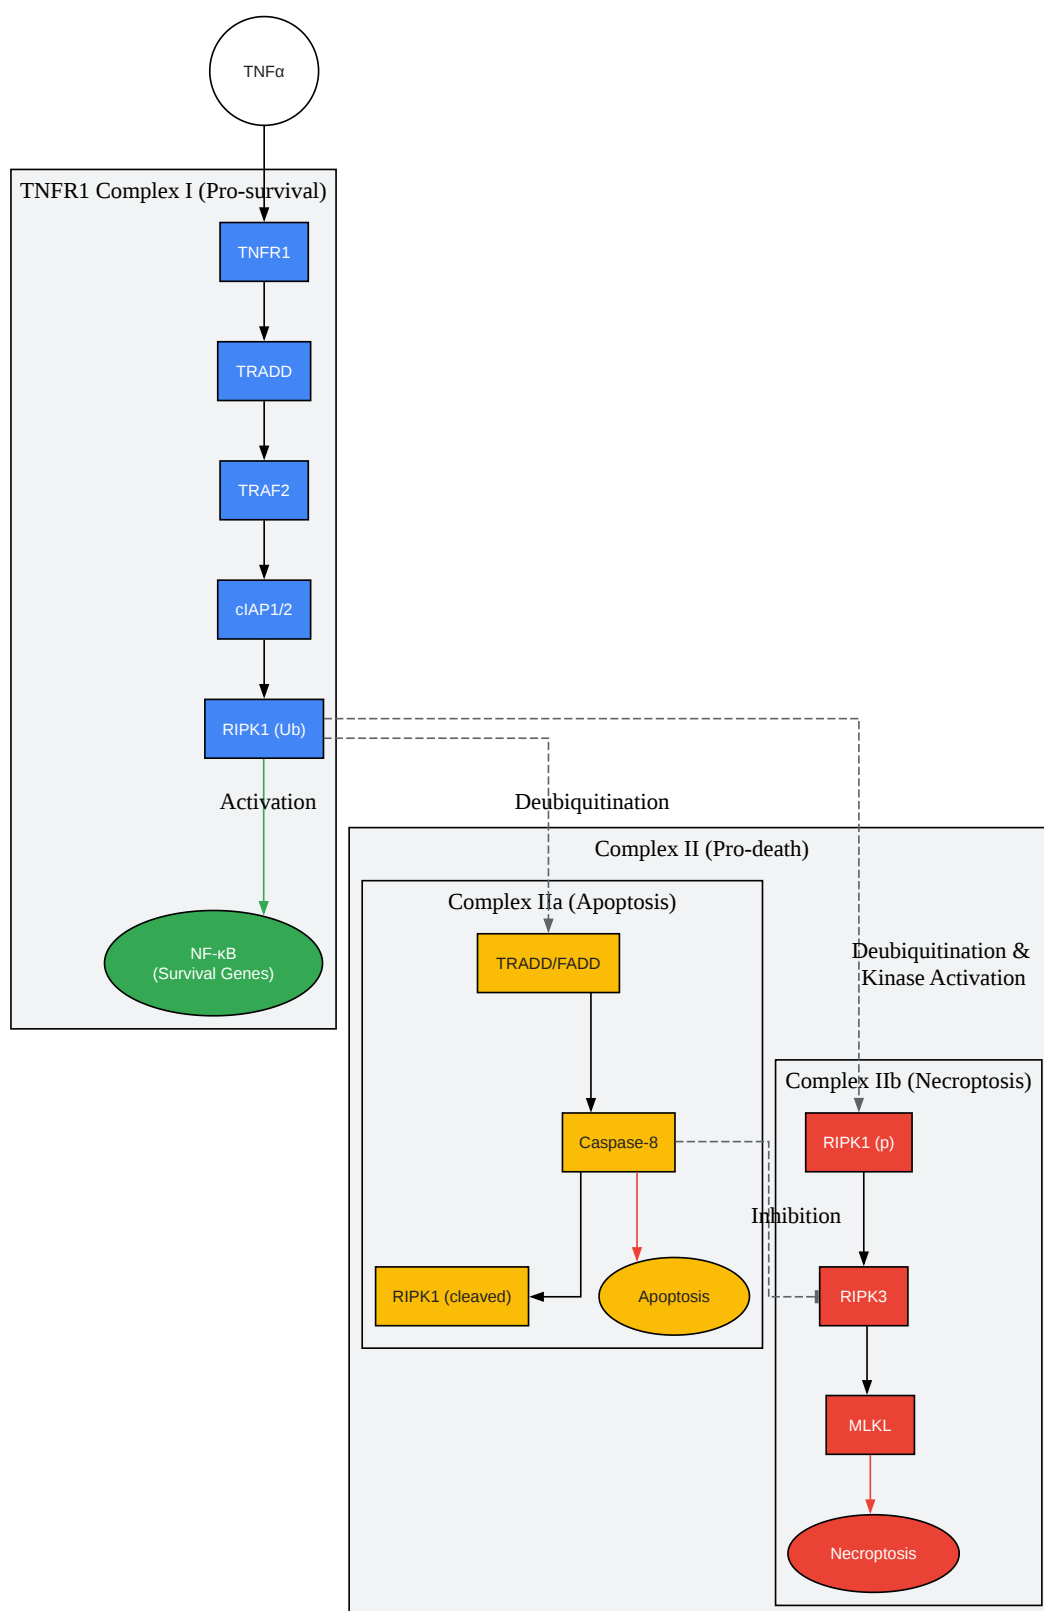 TNFα
TNFR1 Complex I (Pro-survival)
TNFR1
TRADD
TRAF2
cIAP1/2
RIPK1 (Ub)
Activation
Deubiquitination
NF-κB
(Survival Genes)
Complex II (Pro-death)
Complex IIa (Apoptosis)
TRADD/FADD
Deubiquitination &
Kinase Activation
Complex IIb (Necroptosis)
Caspase-8
RIPK1 (p)
Inhibition
RIPK1 (cleaved)
Apoptosis
RIPK3
MLKL
Necroptosis